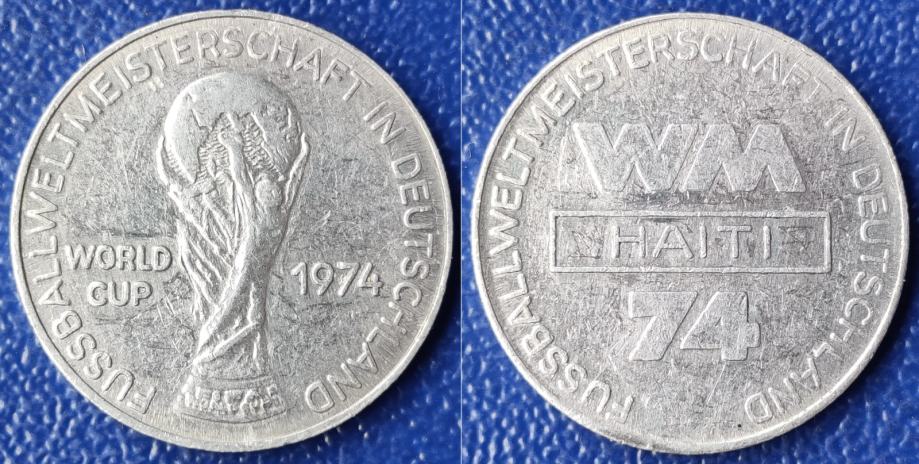 FUSSBALLWELTMEISTERSCHAFT IN DEUTSCHLAND
WORLD
CUP
1974
FUSSBALLWELTMEISTERSCHAFT IN DEUTSCHLAND
WM
HAITI
74